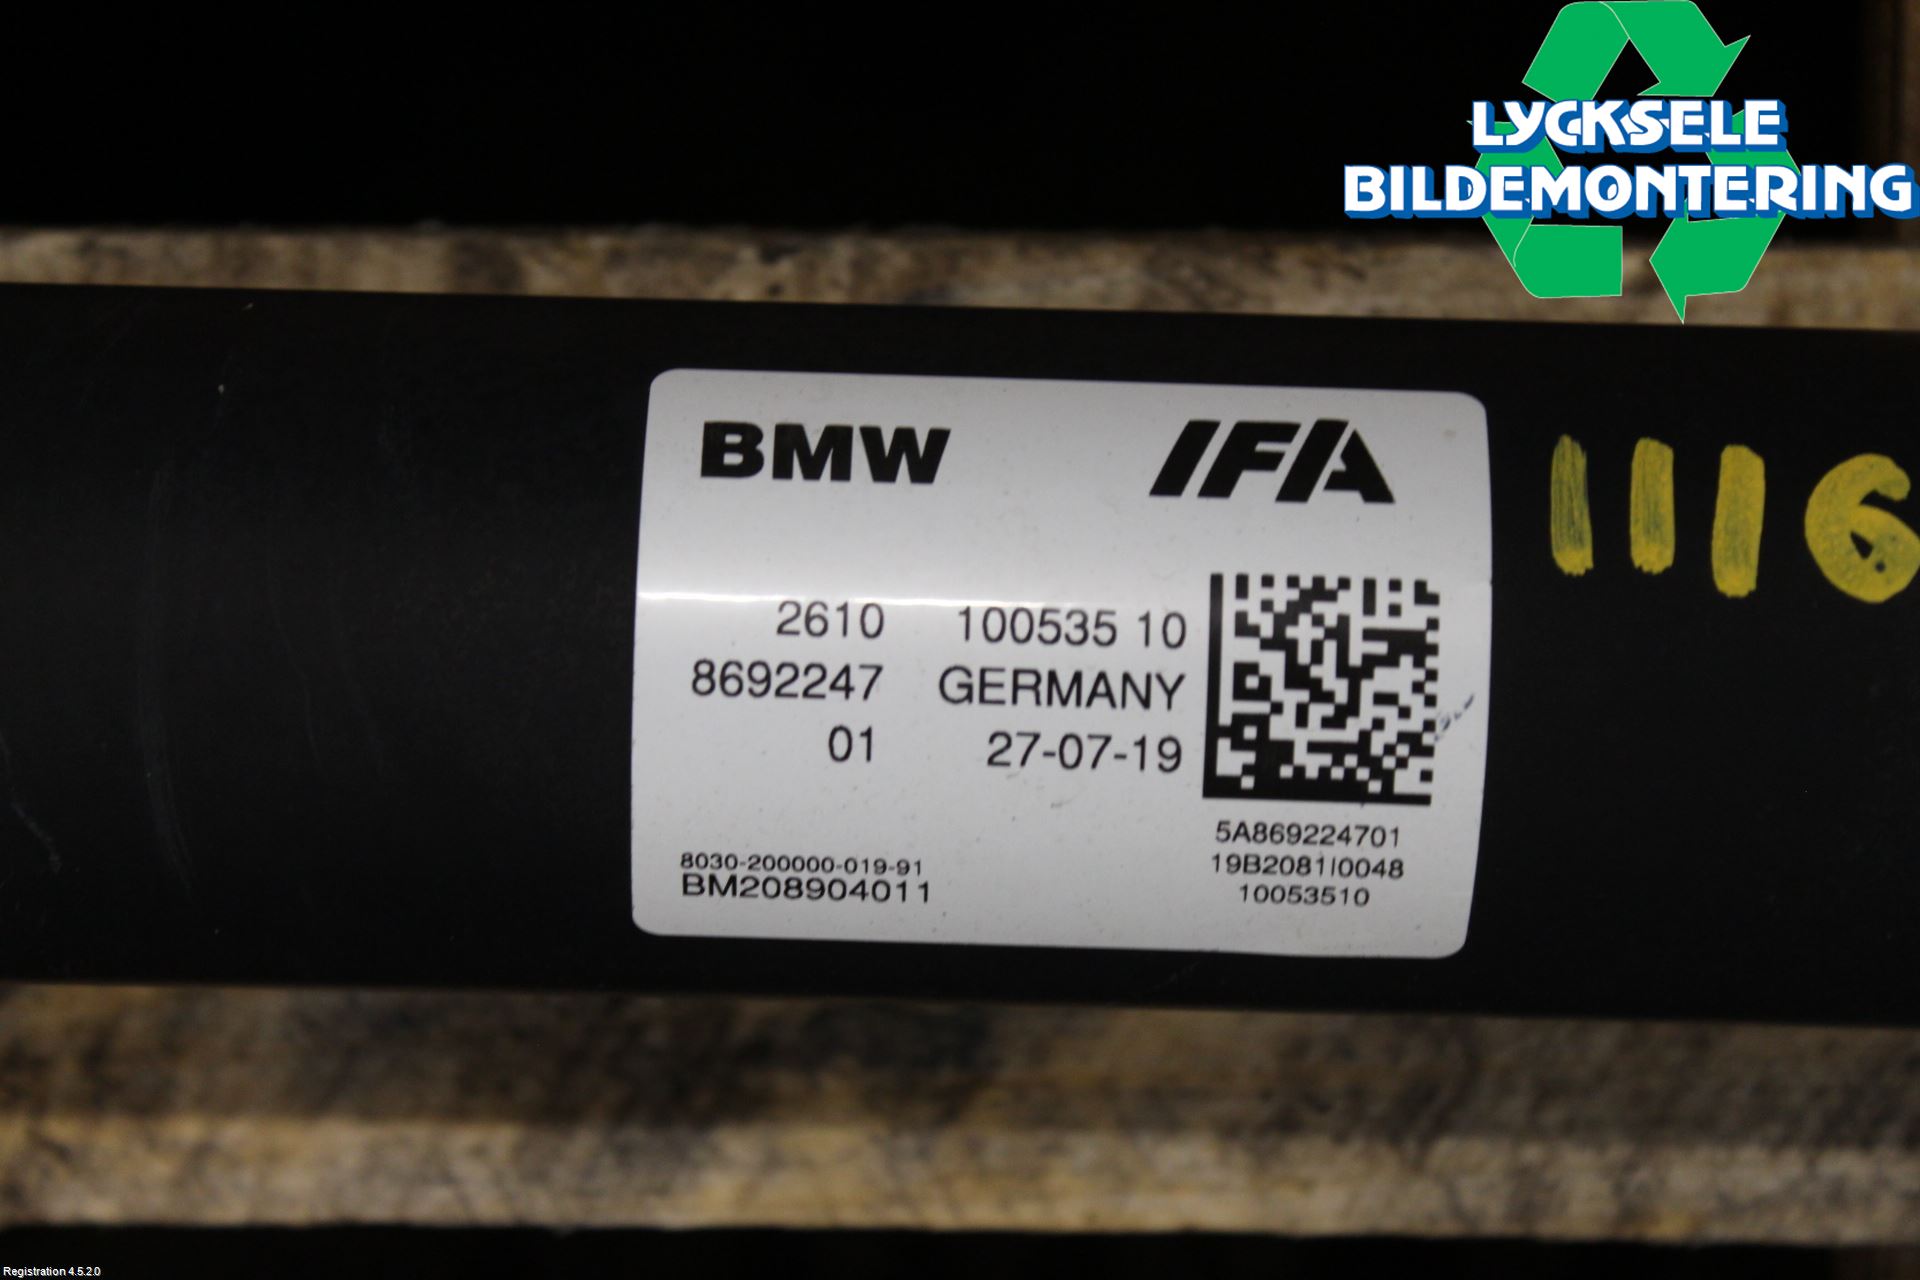 LYCKSELE
BILDEMONTERING
BMW IFA
1116
2610 100535 10
8692247 GERMANY
01 27-07-19
5A869224701
8030-200000-019-91 19B2081I0048
BM208904011 10053510
Registration 4.5.2.0